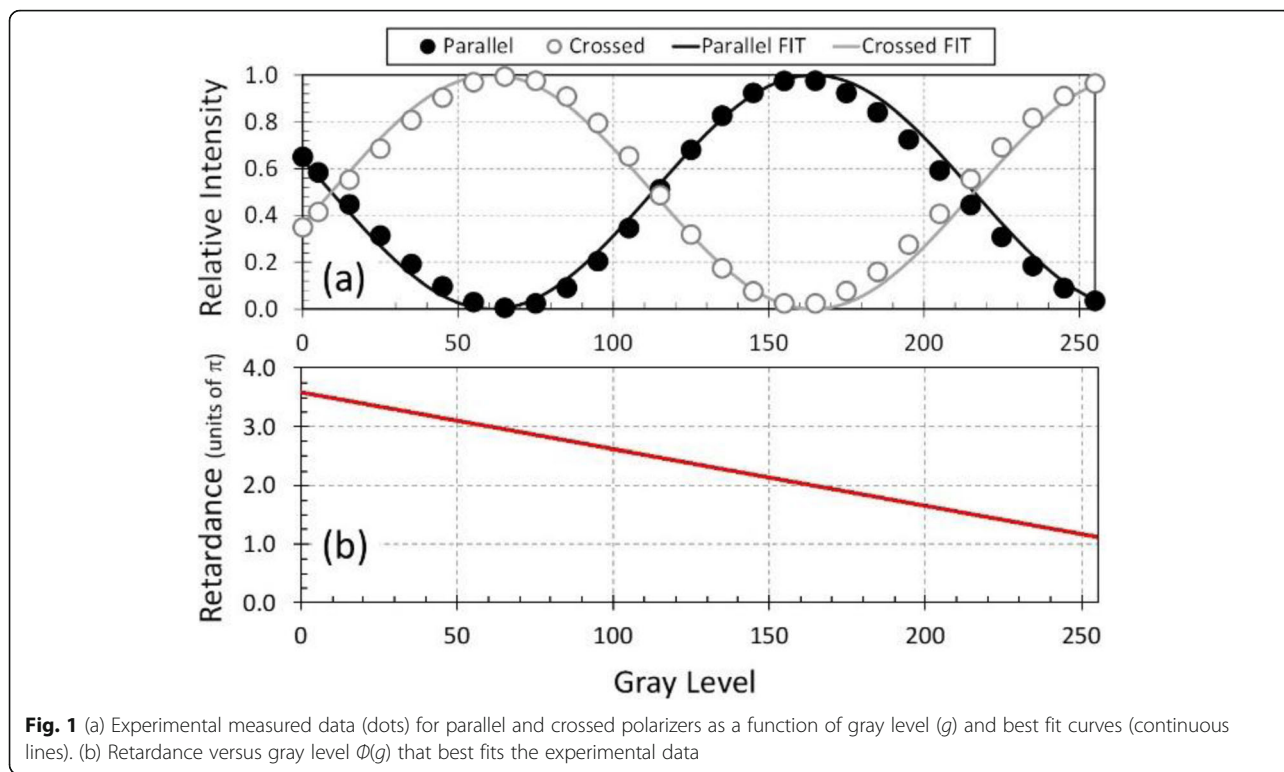 Parallel Crossed Parallel FIT Crossed FIT
1.0
0.8
0.6
0.4
0.2
0.0
Relative Intensity
(a)
0 50 100 150 200 250
4.0
3.0
2.0
1.0
0.0
Retardance (units of π)
(b)
0 50 100 150 200 250
Gray Level
Fig. 1 (a) Experimental measured data (dots) for parallel and crossed polarizers as a function of gray level (g) and best fit curves (continuous
lines). (b) Retardance versus gray level Φ(g) that best fits the experimental data